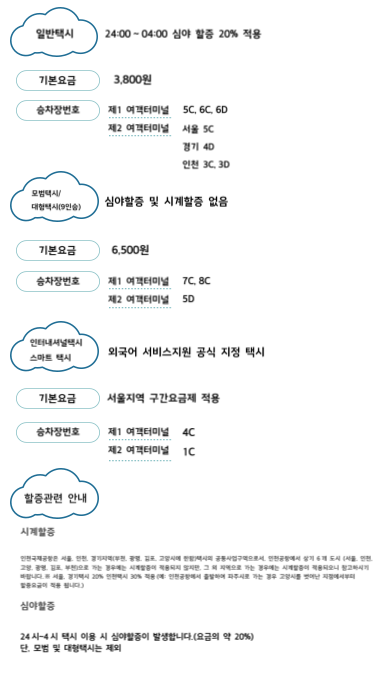 일반택시
24:00 ~ 04:00 심야 할증 20% 적용
기본요금
3,800원
승차장번호
제1 여객터미널 5C, 6C, 6D
제2 여객터미널 서울 5C
경기 4D
인천 3C, 3D
모범택시/
대형택시(9인승)
심야할증 및 시계할증 없음
기본요금
6,500원
승차장번호
제1 여객터미널 7C, 8C
제2 여객터미널 5D
인터내셔널택시
스마트 택시
외국어 서비스지원 공식 지정 택시
기본요금
서울지역 구간요금제 적용
승차장번호
제1 여객터미널 4C
제2 여객터미널 1C
할증관련 안내
시계할증
인천국제공항은 서울, 인천, 경기지역(부천, 광명, 김포, 고양시에 한함)택시의 공동사업구역으로서, 인천공항에서 상기 6개 도시 (서울, 인천,
고양, 광명, 김포, 부천)으로 가는 경우에는 시계할증이 적용되지 않지만, 그 외 지역으로 가는 경우에는 시계할증이 적용되오니 참고하시기
바랍니다.※ 서울, 경기택시 20% 인천택시 30% 적용 (예: 인천공항에서 출발하여 파주시로 가는 경우 고양시를 벗어난 지점에서부터
할증요금이 적용 됩니다.)
심야할증
24시~4시 택시 이용 시 심야할증이 발생합니다.(요금의 약 20%)
단, 모범 및 대형택시는 제외